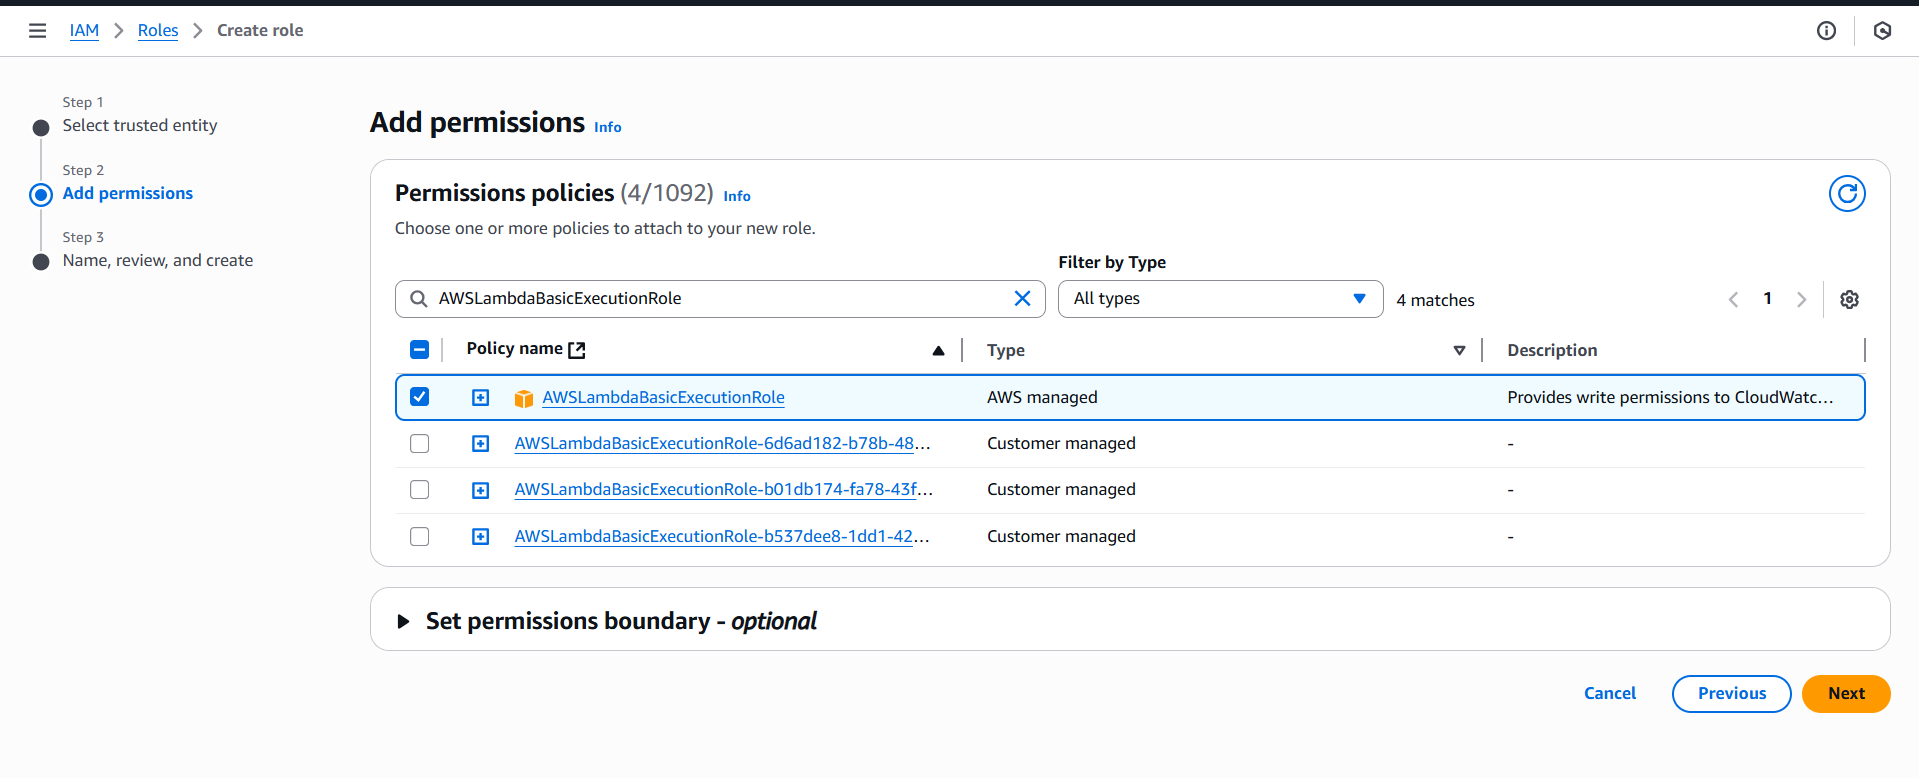 IAM > Roles > Create role
Step 1
Select trusted entity
Step 2
Add permissions
Step 3
Name, review, and create
Add permissions Info
Permissions policies (4/1092) Info
Choose one or more policies to attach to your new role.
Filter by Type
AWSLambdaBasicExecutionRole
All types
4 matches
1
Policy name Type Description
AWSLambdaBasicExecutionRole AWS managed Provides write permissions to CloudWatc...
AWSLambdaBasicExecutionRole-6d6ad182-b78b-48... Customer managed -
AWSLambdaBasicExecutionRole-b01db174-fa78-43f... Customer managed -
AWSLambdaBasicExecutionRole-b537dee8-1dd1-42... Customer managed -
Set permissions boundary - optional
Cancel Previous Next